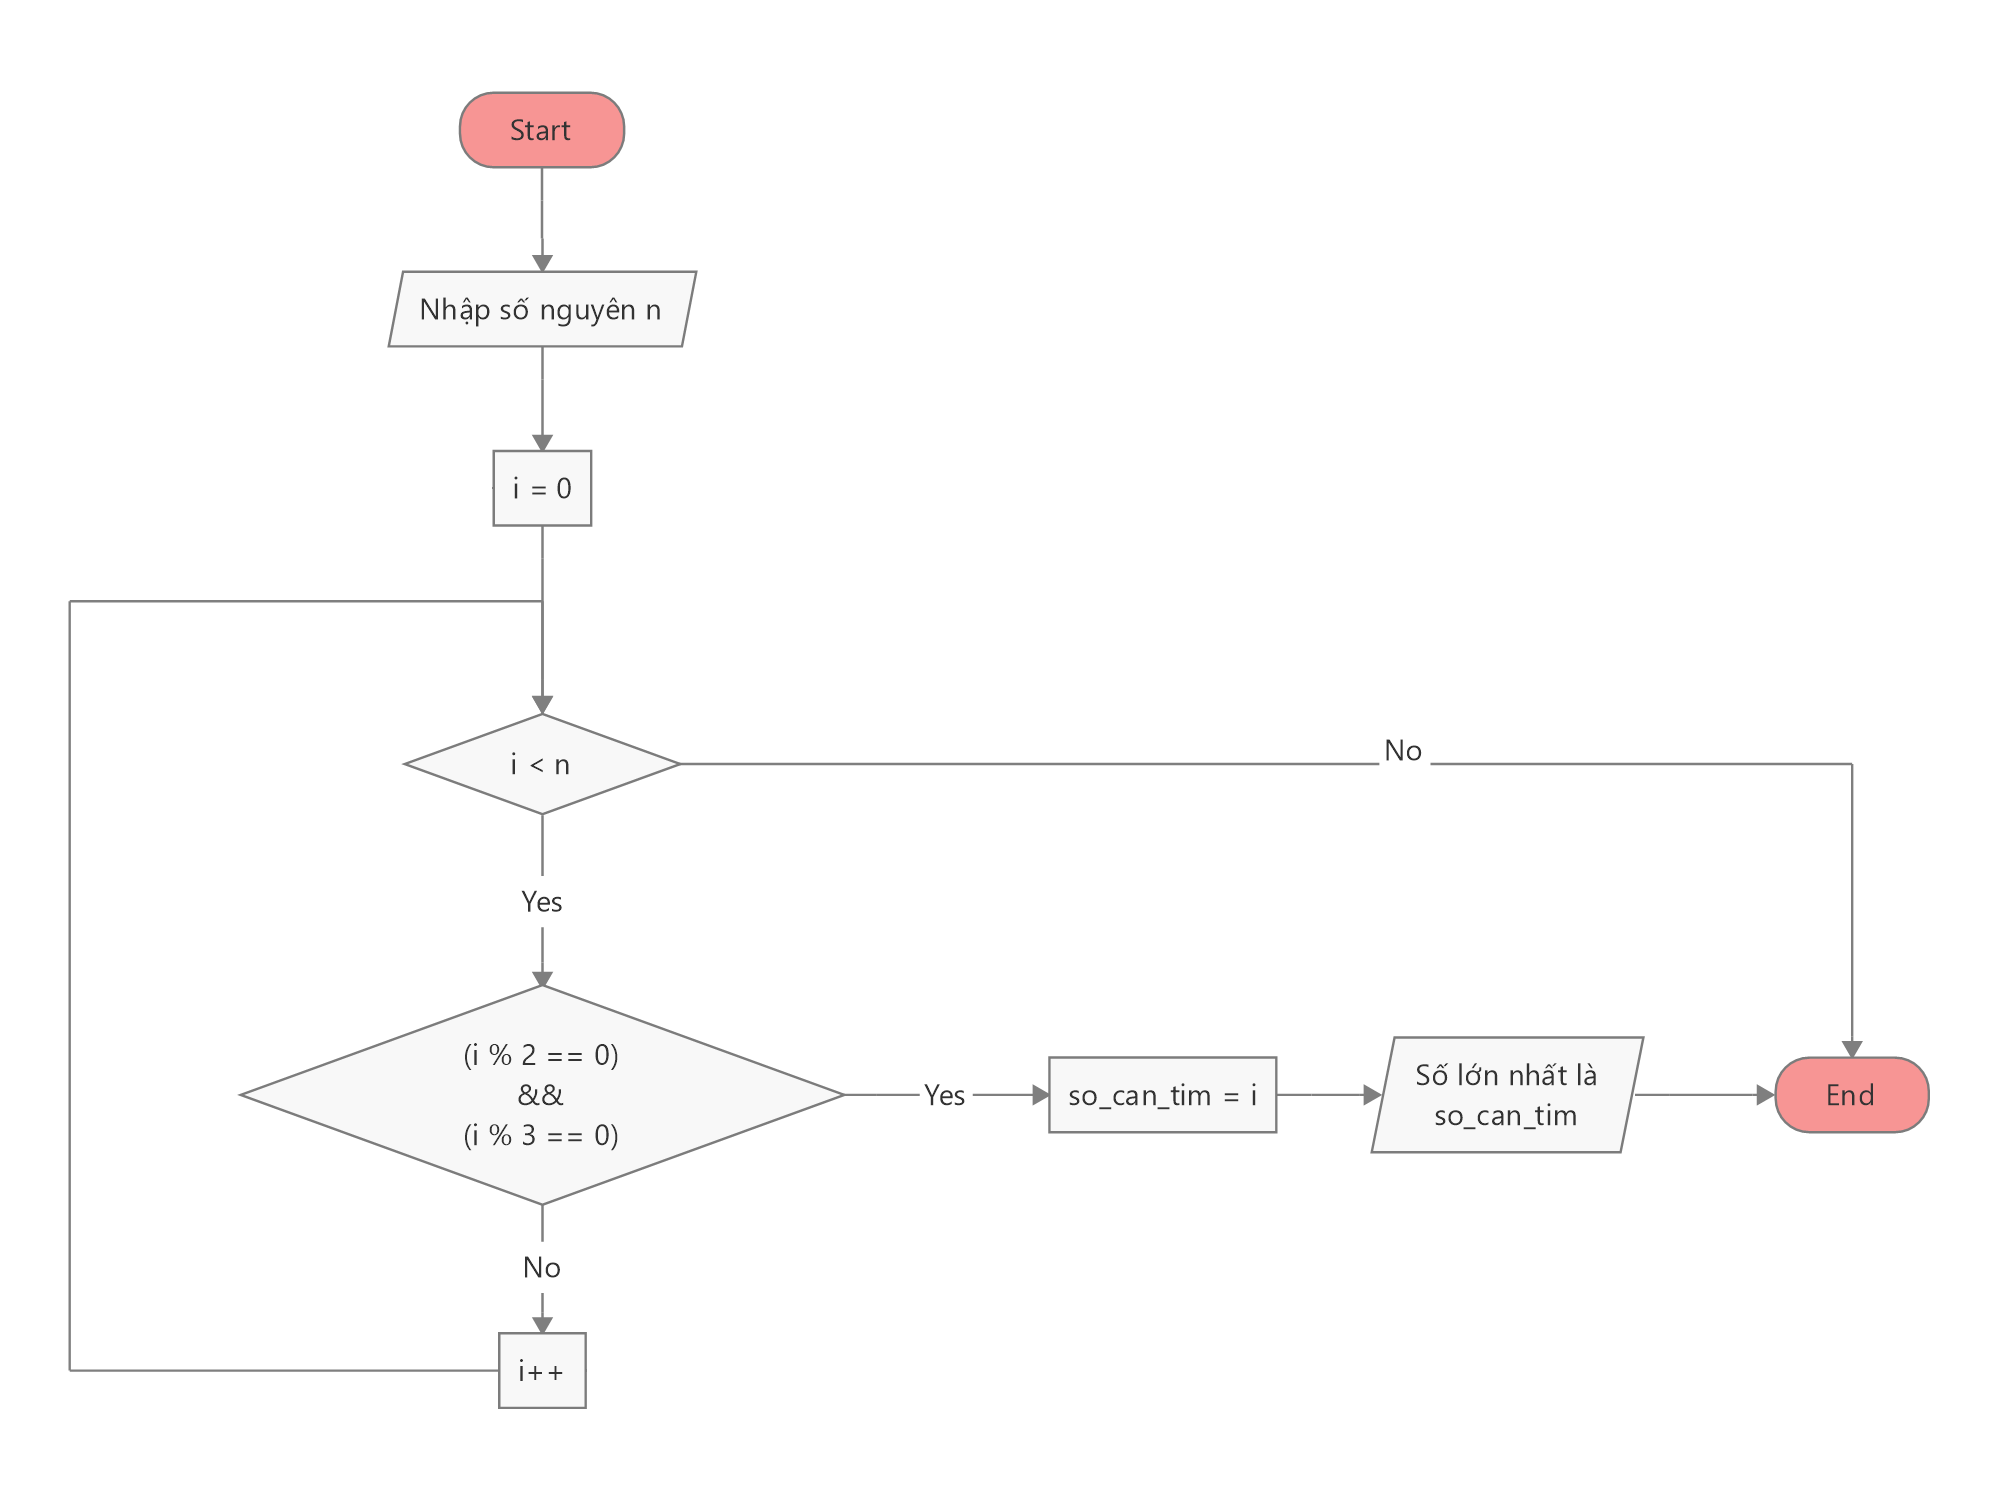 Start
Nhập số nguyên n
i = 0
i < n
No
Yes
(i % 2 == 0)
&&
(i % 3 == 0)
Yes
so_can_tim = i
Số lớn nhất là
so_can_tim
End
No
i++